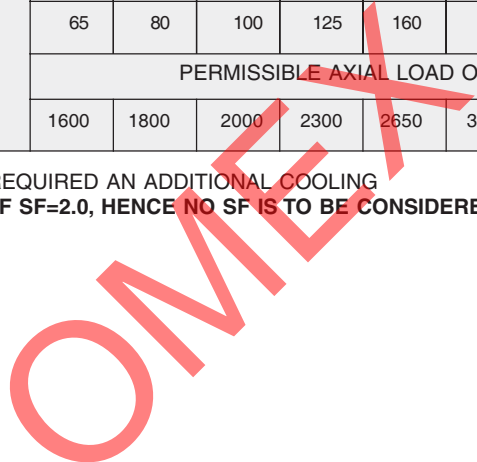 65 80 100 125 160
PERMISSIBLE AXIAL LOAD O
1600 1800 2000 2300 2650 3
REQUIRED AN ADDITIONAL COOLING
F SF=2.0, HENCE NO SF IS TO BE CONSIDERE
OMEX